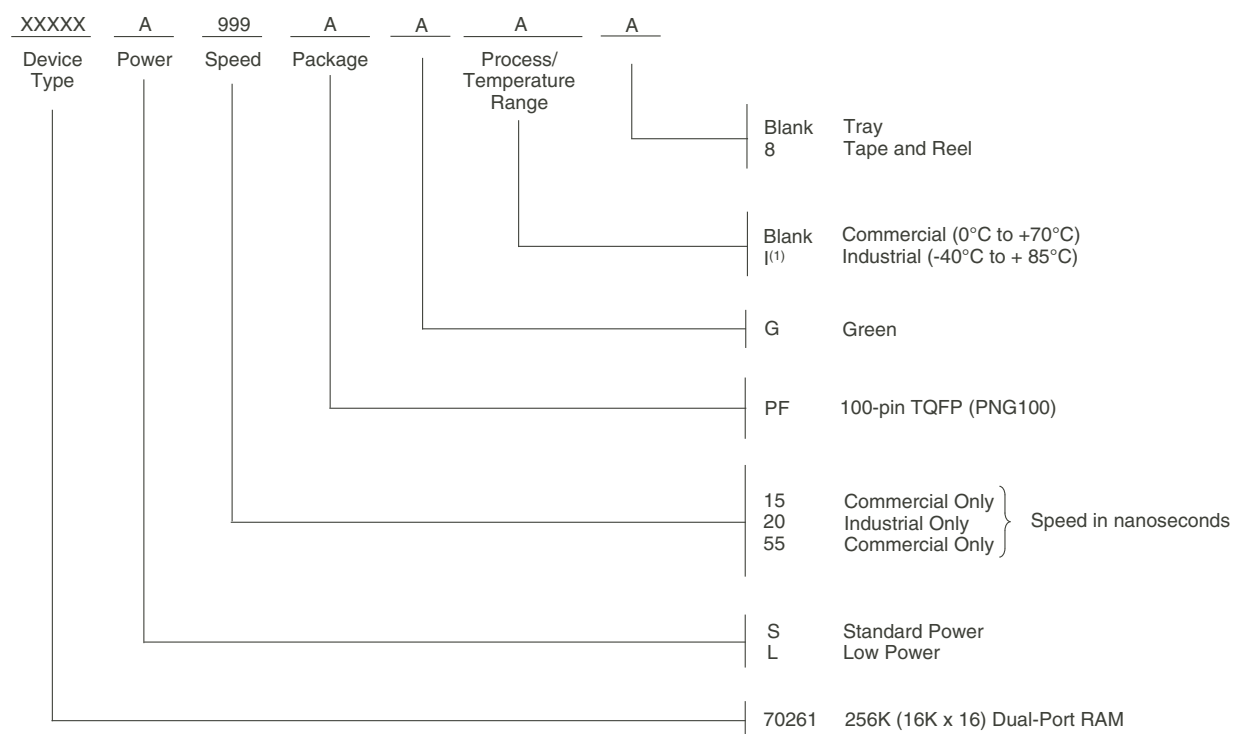 XXXXX A 999 A A A A
Device Type Power Speed Package Process/ Temperature Range
Blank Tray
8 Tape and Reel
Blank Commercial (0°C to +70°C)
I(1) Industrial (-40°C to + 85°C)
G Green
PF 100-pin TQFP (PNG100)
15 Commercial Only
20 Industrial Only Speed in nanoseconds
55 Commercial Only
S Standard Power
L Low Power
70261 256K (16K x 16) Dual-Port RAM